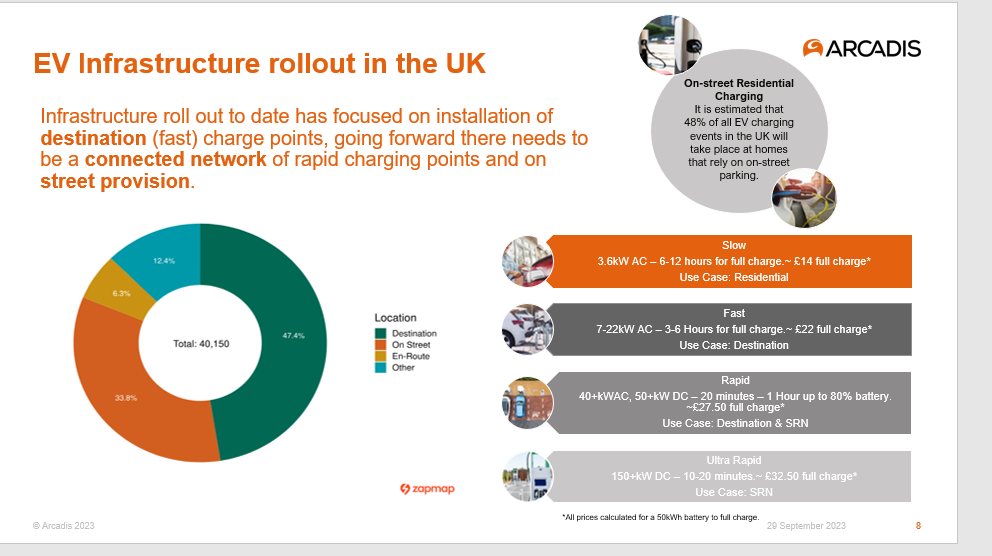 EV Infrastructure rollout in the UK
ARCADIS
Infrastructure roll out to date has focused on installation of
destination (fast) charge points, going forward there needs to
be a connected network of rapid charging points and on
street provision.
On-street Residential
Charging
It is estimated that
48% of all EV charging
events in the UK will
take place at homes
that rely on on-street
parking.
12.4%
6.3%
47.4%
33.8%
Total: 40,150
Location
Destination
On Street
En-Route
Other
zapmap
Slow
3.6kW AC – 6-12 hours for full charge.~ £14 full charge*
Use Case: Residential
Fast
7-22kW AC – 3-6 Hours for full charge.~ £22 full charge*
Use Case: Destination
Rapid
40+kWAC, 50+kW DC – 20 minutes – 1 Hour up to 80% battery.
~£27.50 full charge*
Use Case: Destination & SRN
Ultra Rapid
150+kW DC – 10-20 minutes.~ £32.50 full charge*
Use Case: SRN
*All prices calculated for a 50kWh battery to full charge.
© Arcadis 2023
29 September 2023
8